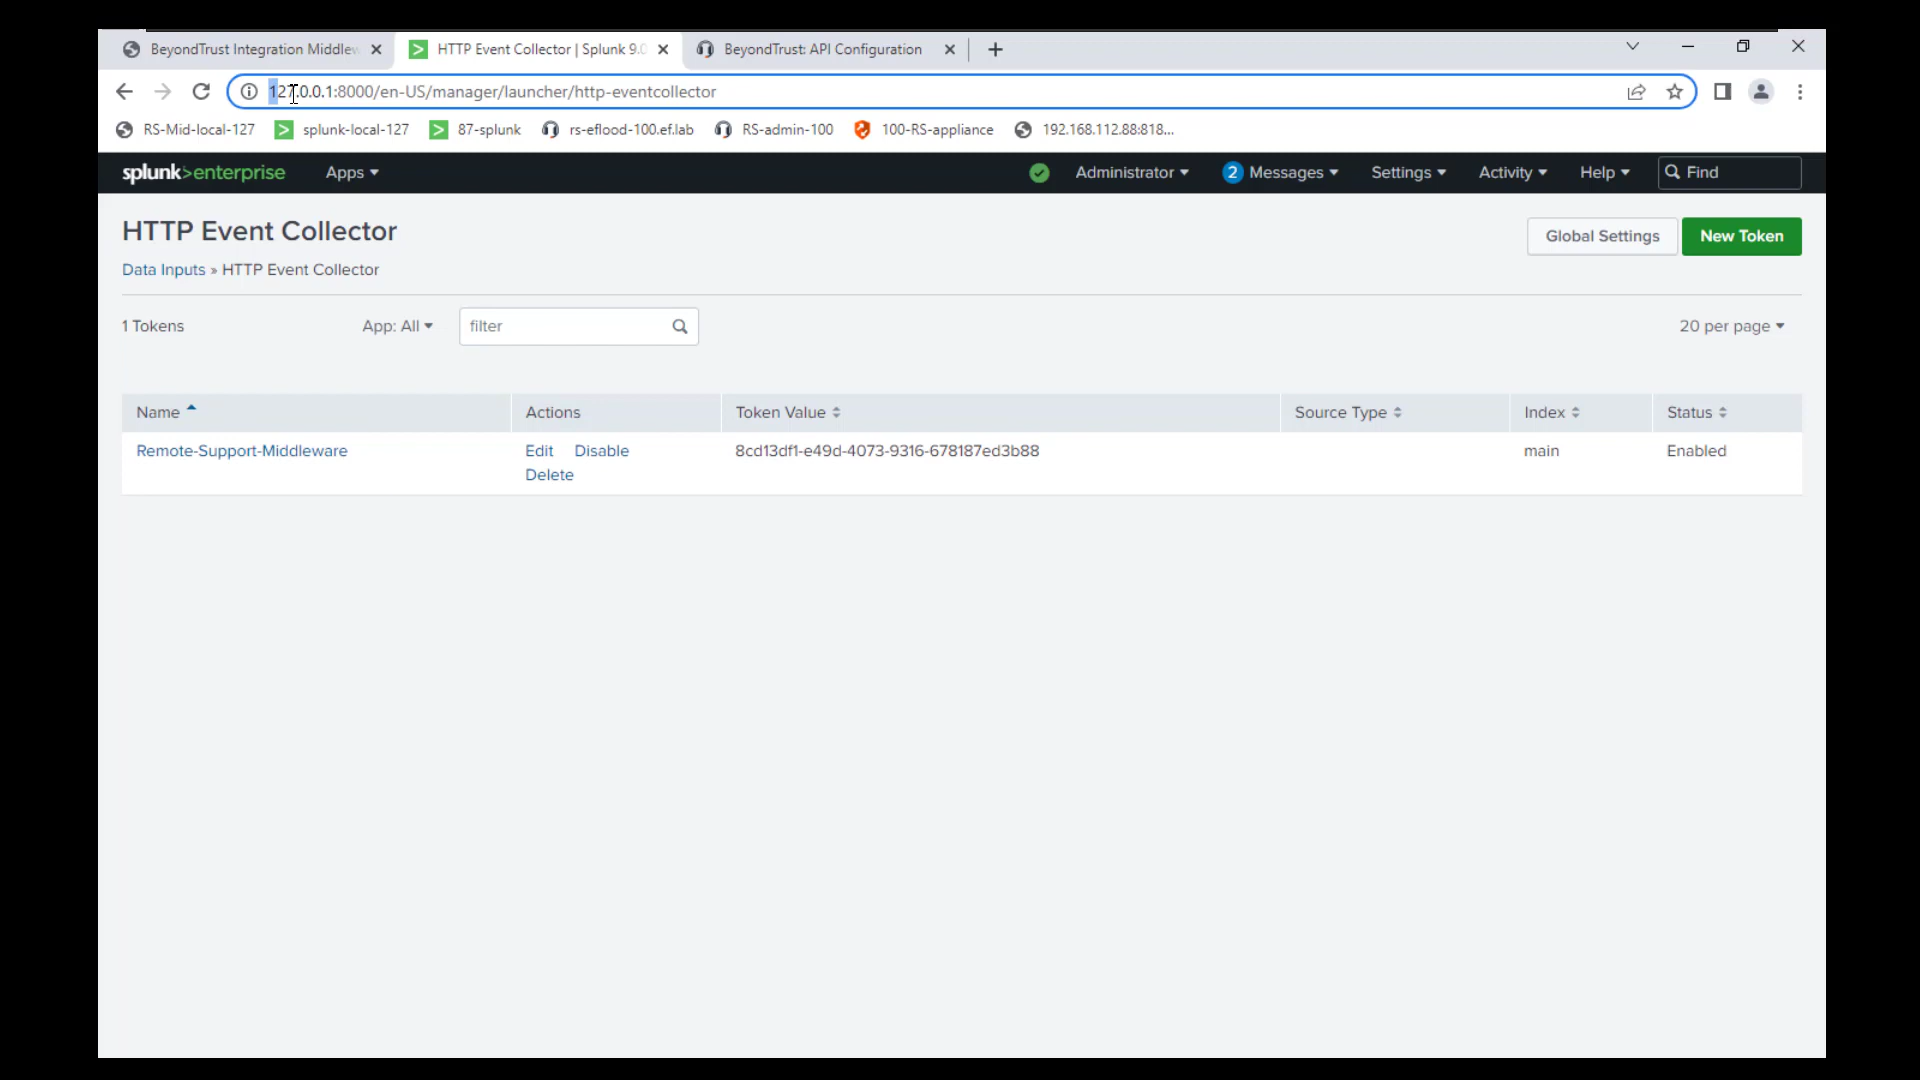 BeyondTrust Integration Middlew
HTTP Event Collector | Splunk 9.0
BeyondTrust: API Configuration
127.0.0.1:8000/en-US/manager/launcher/http-eventcollector
RS-Mid-local-127
splunk-local-127
87-splunk
rs-eflood-100.ef.lab
RS-admin-100
100-RS-appliance
192.168.112.88:818...
splunk>enterprise
Apps
Administrator
2 Messages
Settings
Activity
Help
Find
HTTP Event Collector
Global Settings
New Token
Data Inputs » HTTP Event Collector
1 Tokens
App: All
filter
20 per page
Name
Actions
Token Value
Source Type
Index
Status
Remote-Support-Middleware
Edit Disable
8cd13df1-e49d-4073-9316-678187ed3b88
main
Enabled
Delete